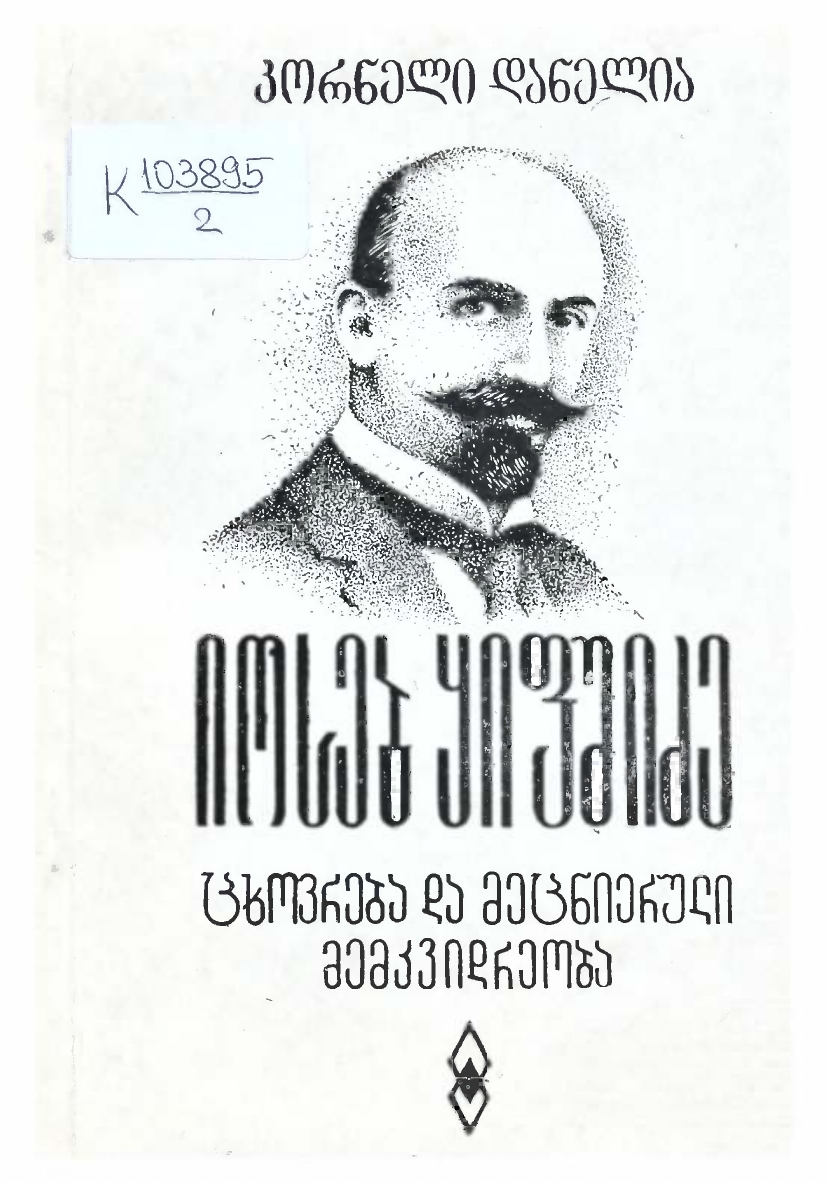 კორნელი დანელია
K 103895
2
იოსებ ყიფშიძე
ცხოვრება და მეცნიერული
მემკვიდრეობა